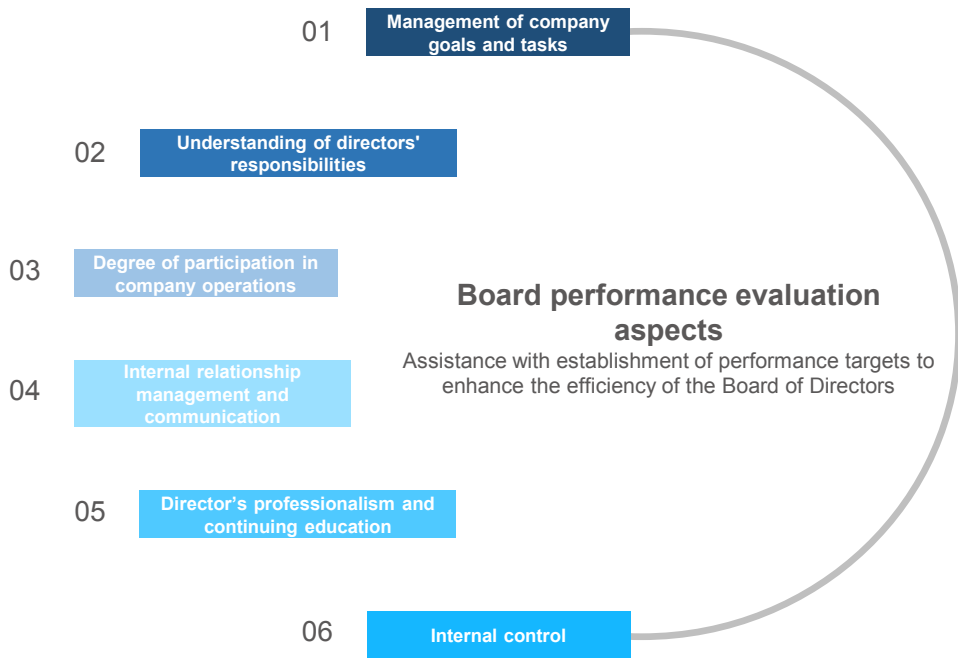 01
Management of company
goals and tasks
02
Understanding of directors'
responsibilities
03
Degree of participation in
company operations
Board performance evaluation
aspects
Assistance with establishment of performance targets to
enhance the efficiency of the Board of Directors
04
Internal relationship
management and
communication
05
Director’s professionalism and
continuing education
06
Internal control